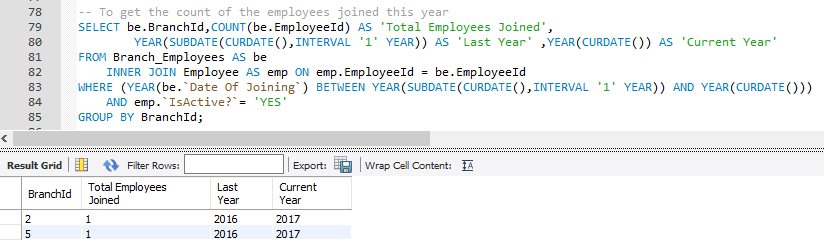 78 -- To get the count of the employees joined this year
79 SELECT be.BranchId,COUNT(be.EmployeeId) AS 'Total Employees Joined',
80 YEAR(SUBDATE(CURDATE(),INTERVAL '1' YEAR)) AS 'Last Year' ,YEAR(CURDATE()) AS 'Current Year'
81 FROM Branch_Employees AS be
82 INNER JOIN Employee AS emp ON emp.EmployeeId = be.EmployeeId
83 WHERE (YEAR(be.`Date Of Joining`) BETWEEN YEAR(SUBDATE(CURDATE(),INTERVAL '1' YEAR)) AND YEAR(CURDATE()))
84 AND emp.`IsActive?`= 'YES'
85 GROUP BY BranchId;
Result Grid Filter Rows: Export: Wrap Cell Content: IA
BranchId Total Employees Joined Last Year Current Year
2 1 2016 2017
5 1 2016 2017